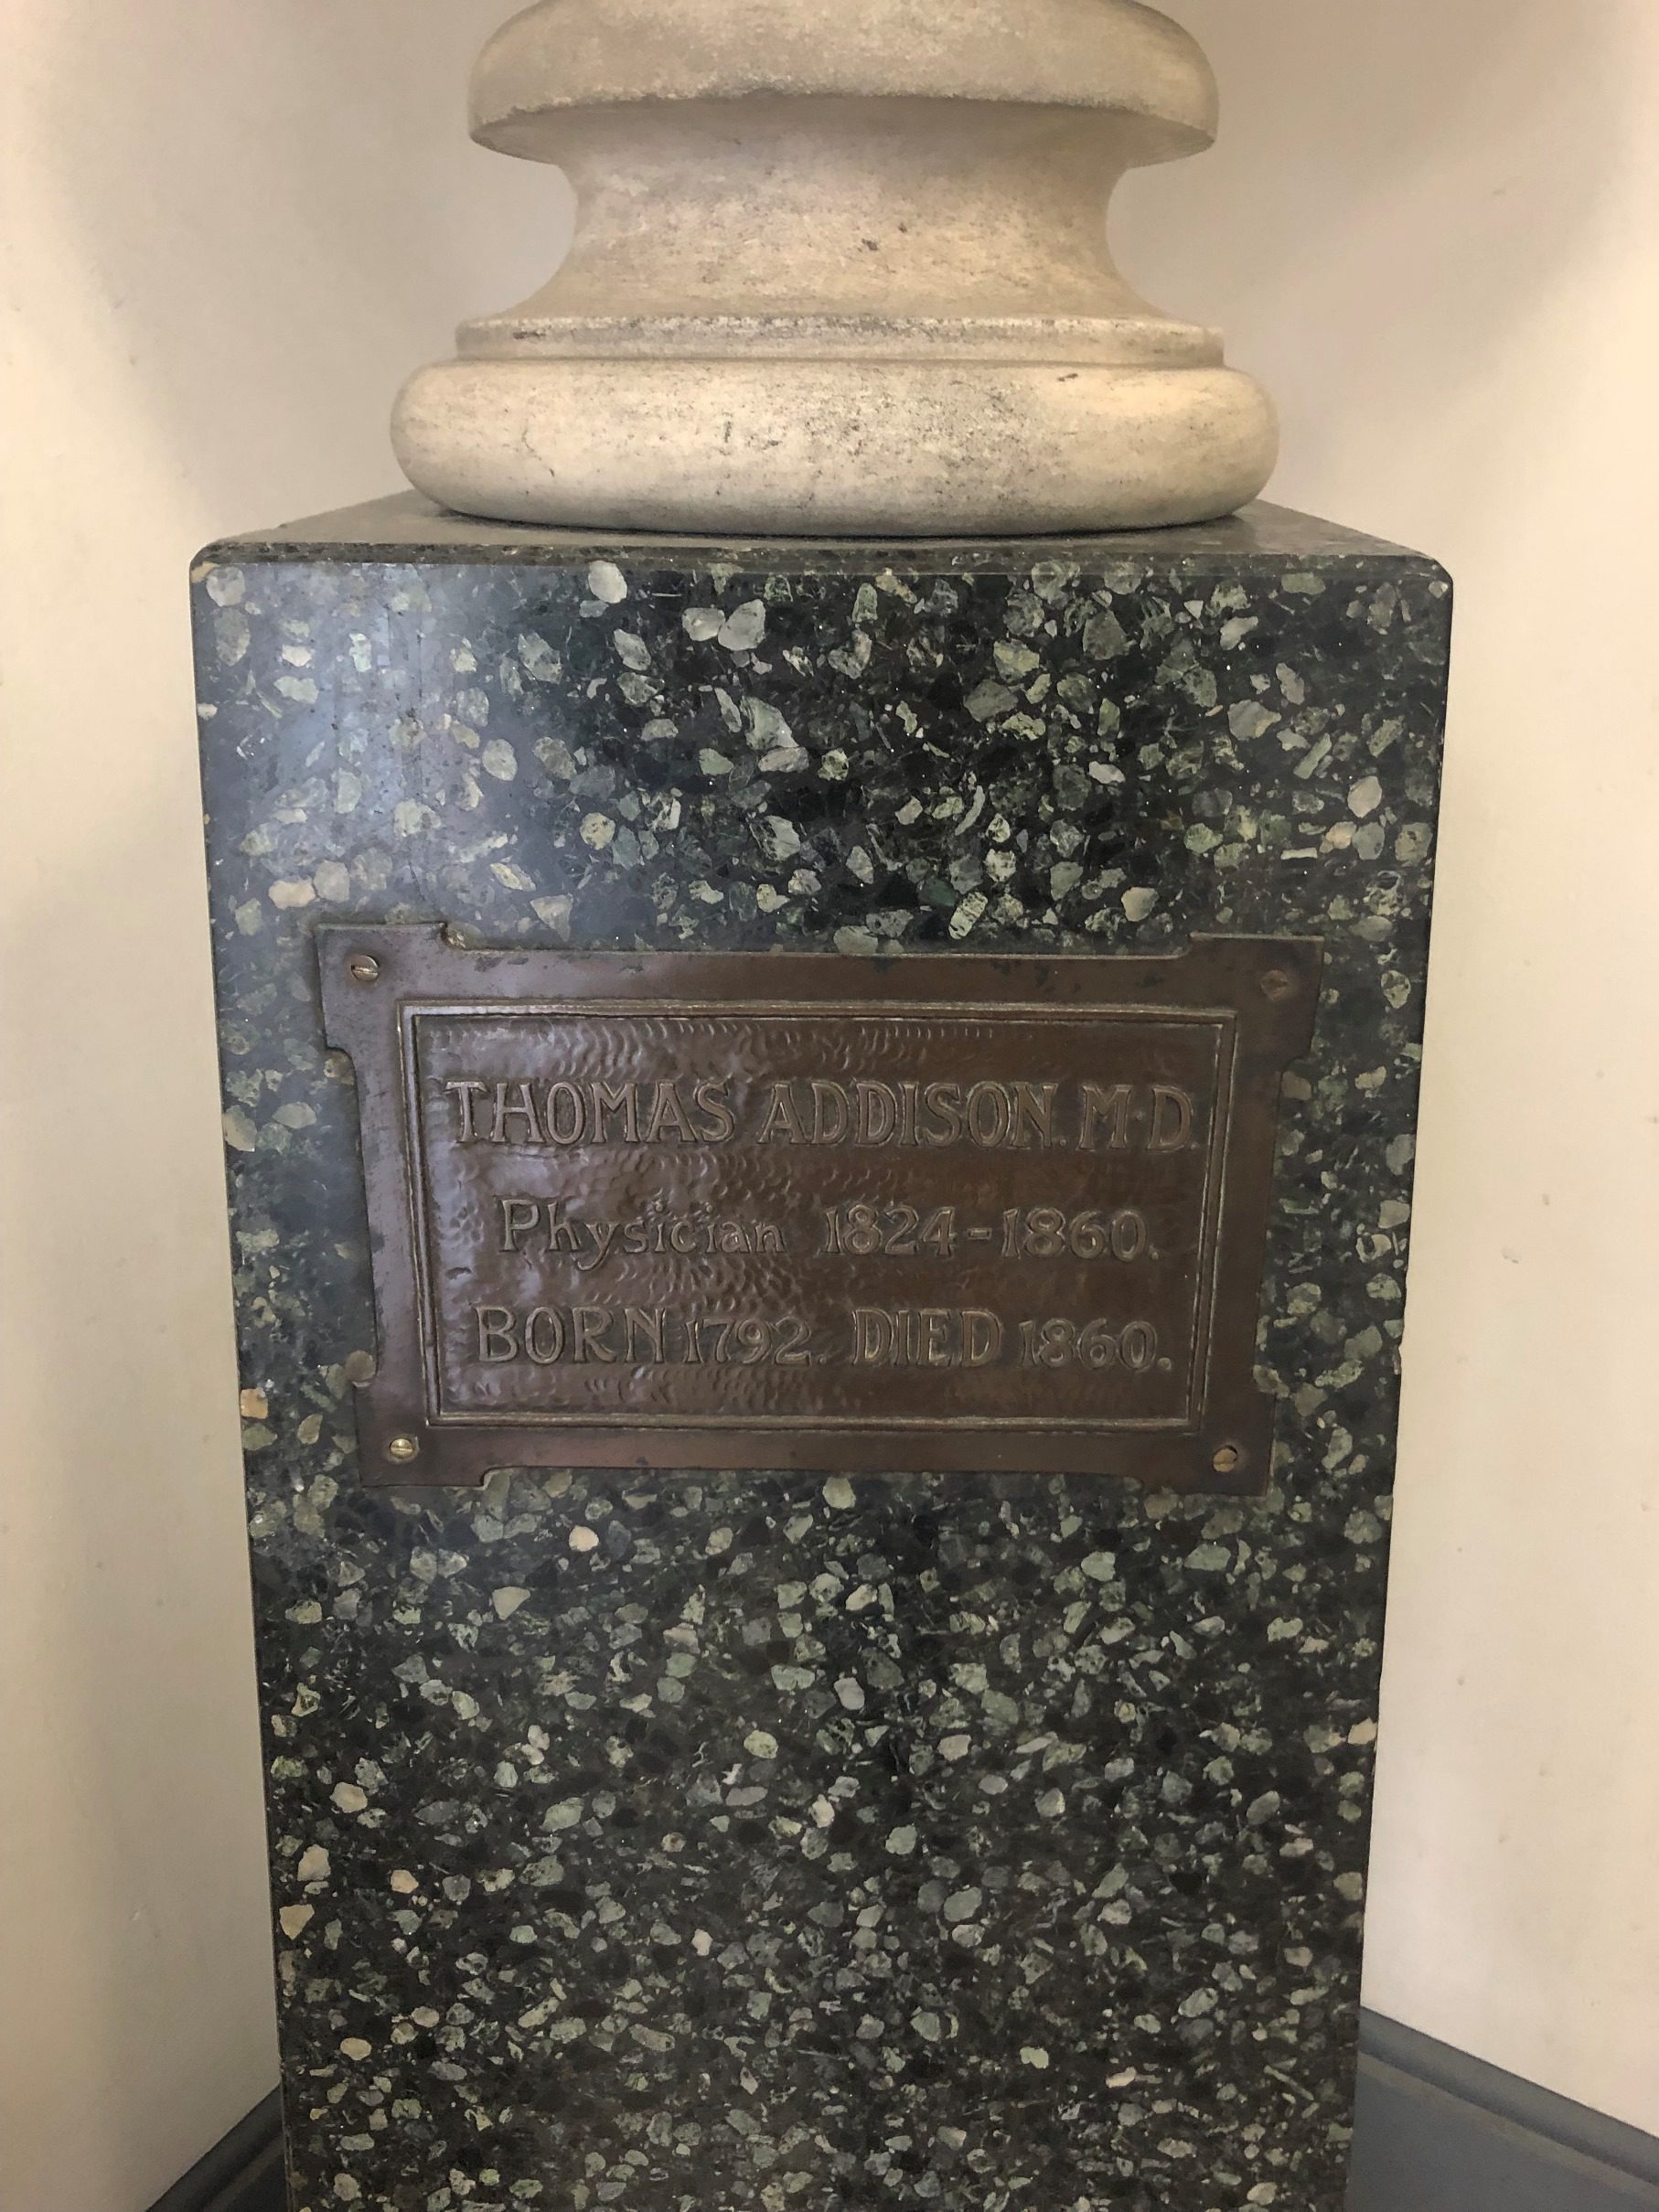 THOMAS ADDISON. M.D.
Physician 1824-1860.
BORN 1792. DIED 1860.